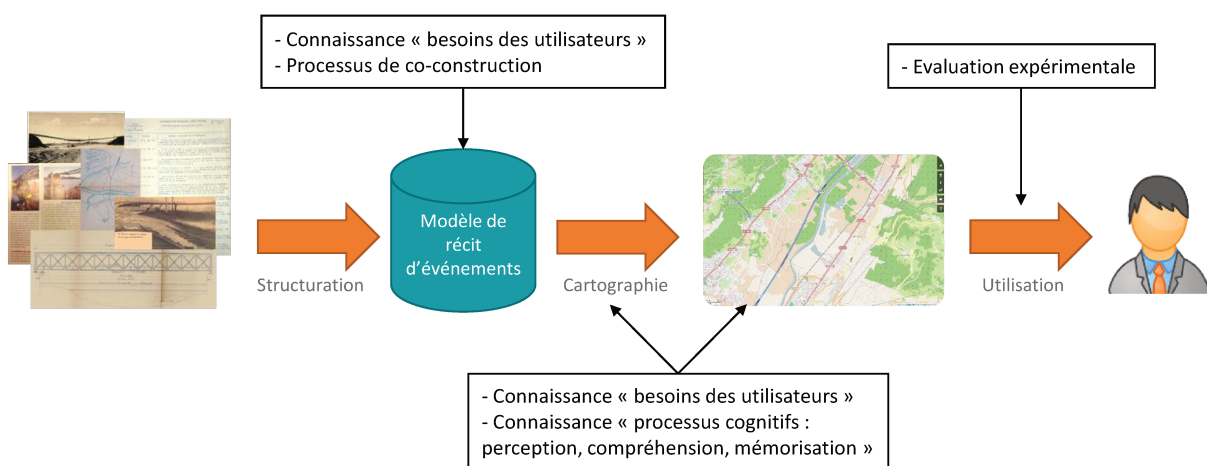 - Connaissance « besoins des utilisateurs »
- Processus de co-construction
- Evaluation expérimentale
Modèle de
récit
d’événements
Structuration
Cartographie
Utilisation
- Connaissance « besoins des utilisateurs »
- Connaissance « processus cognitifs :
perception, compréhension, mémorisation »